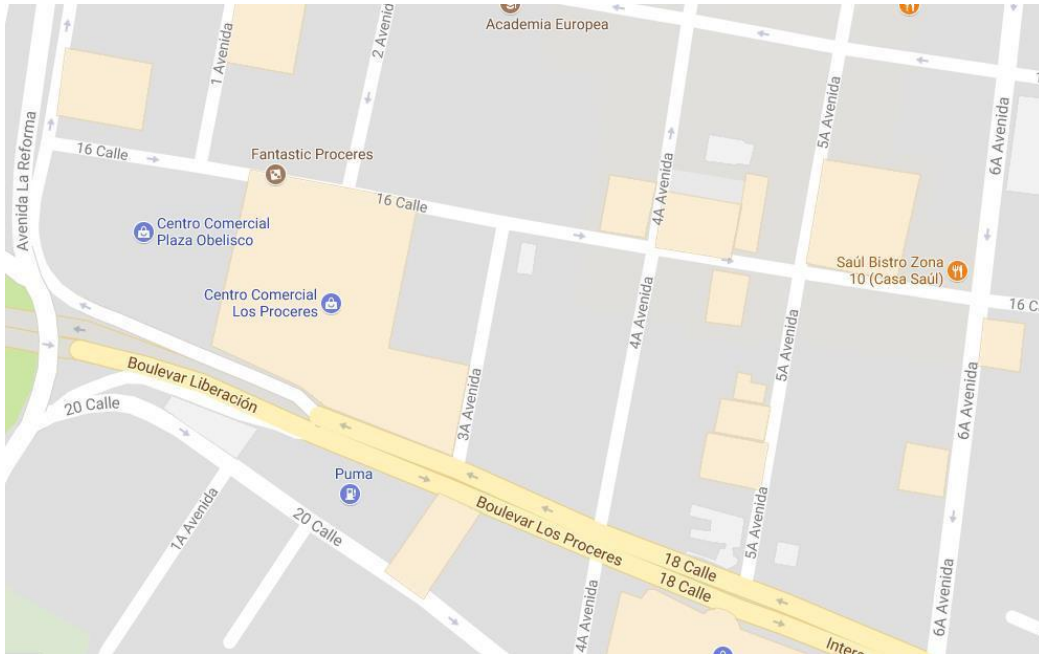 Academia Europea
1 Avenida
2 Avenida
Avenida La Reforma
16 Calle
Fantastic Proceres
16 Calle
5A Avenida
6A Avenida
4A Avenida
Centro Comercial
Plaza Obelisco
Centro Comercial
Los Proceres
Saúl Bistro Zona
10 (Casa Saúl)
16 C
4A Avenida
5A Avenida
Boulevar Liberación
20 Calle
3A Avenida
6A Avenida
Puma
1A Avenida
20 Calle
Boulevar Los Proceres
5A Avenida
18 Calle
18 Calle
4A Avenida
6A Avenida
Inter